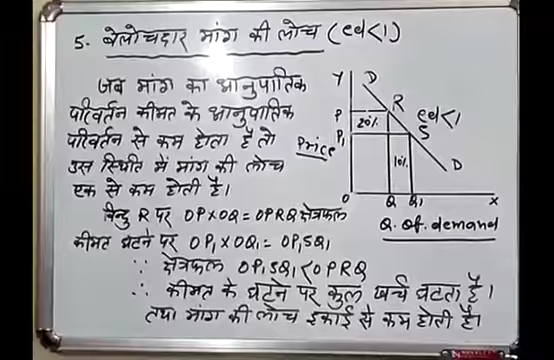 5. बेलोचदार मांग की लोच (ed<1)
जब मांग का आनुपातिक
परिवर्तन कीमत के आनुपातिक
परिवर्तन से कम होता है तो
उस स्थिति में मांग की लोच
एक से कम होती है।
बिन्दु R पर OP×OQ=OPRQ क्षेत्रफल
कीमत घटने पर OP₁×OQ₁= OP₁SQ₁
∵ क्षेत्रफल OP₁SQ₁<OPRQ
∴ कीमत के घटने पर कुल खर्च घटता है।
तथा मांग की लोच इकाई से कम होती है।
Y D
P R ed<1
20%
P₁ S
Price
10% D
O Q Q₁ X
Q. of. demand